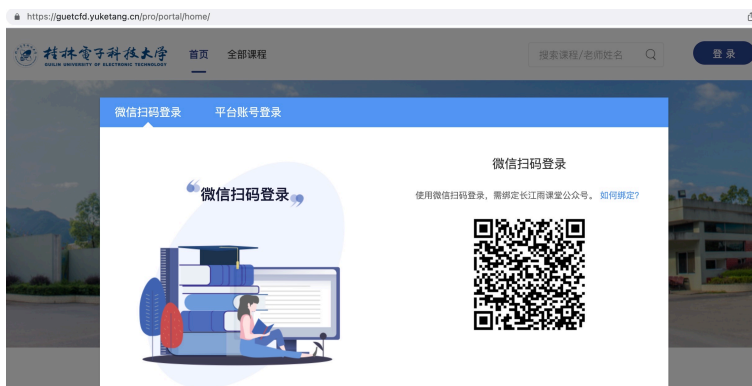 https://guetcfd.yuketang.cn/pro/portal/home/
桂林电子科技大学
GUILIN UNIVERSITY OF ELECTRONIC TECHNOLOGY
首页
全部课程
搜索课程/老师姓名
登 录
微信扫码登录
平台账号登录
微信扫码登录
微信扫码登录
使用微信扫码登录，需绑定长江雨课堂公众号。 如何绑定?